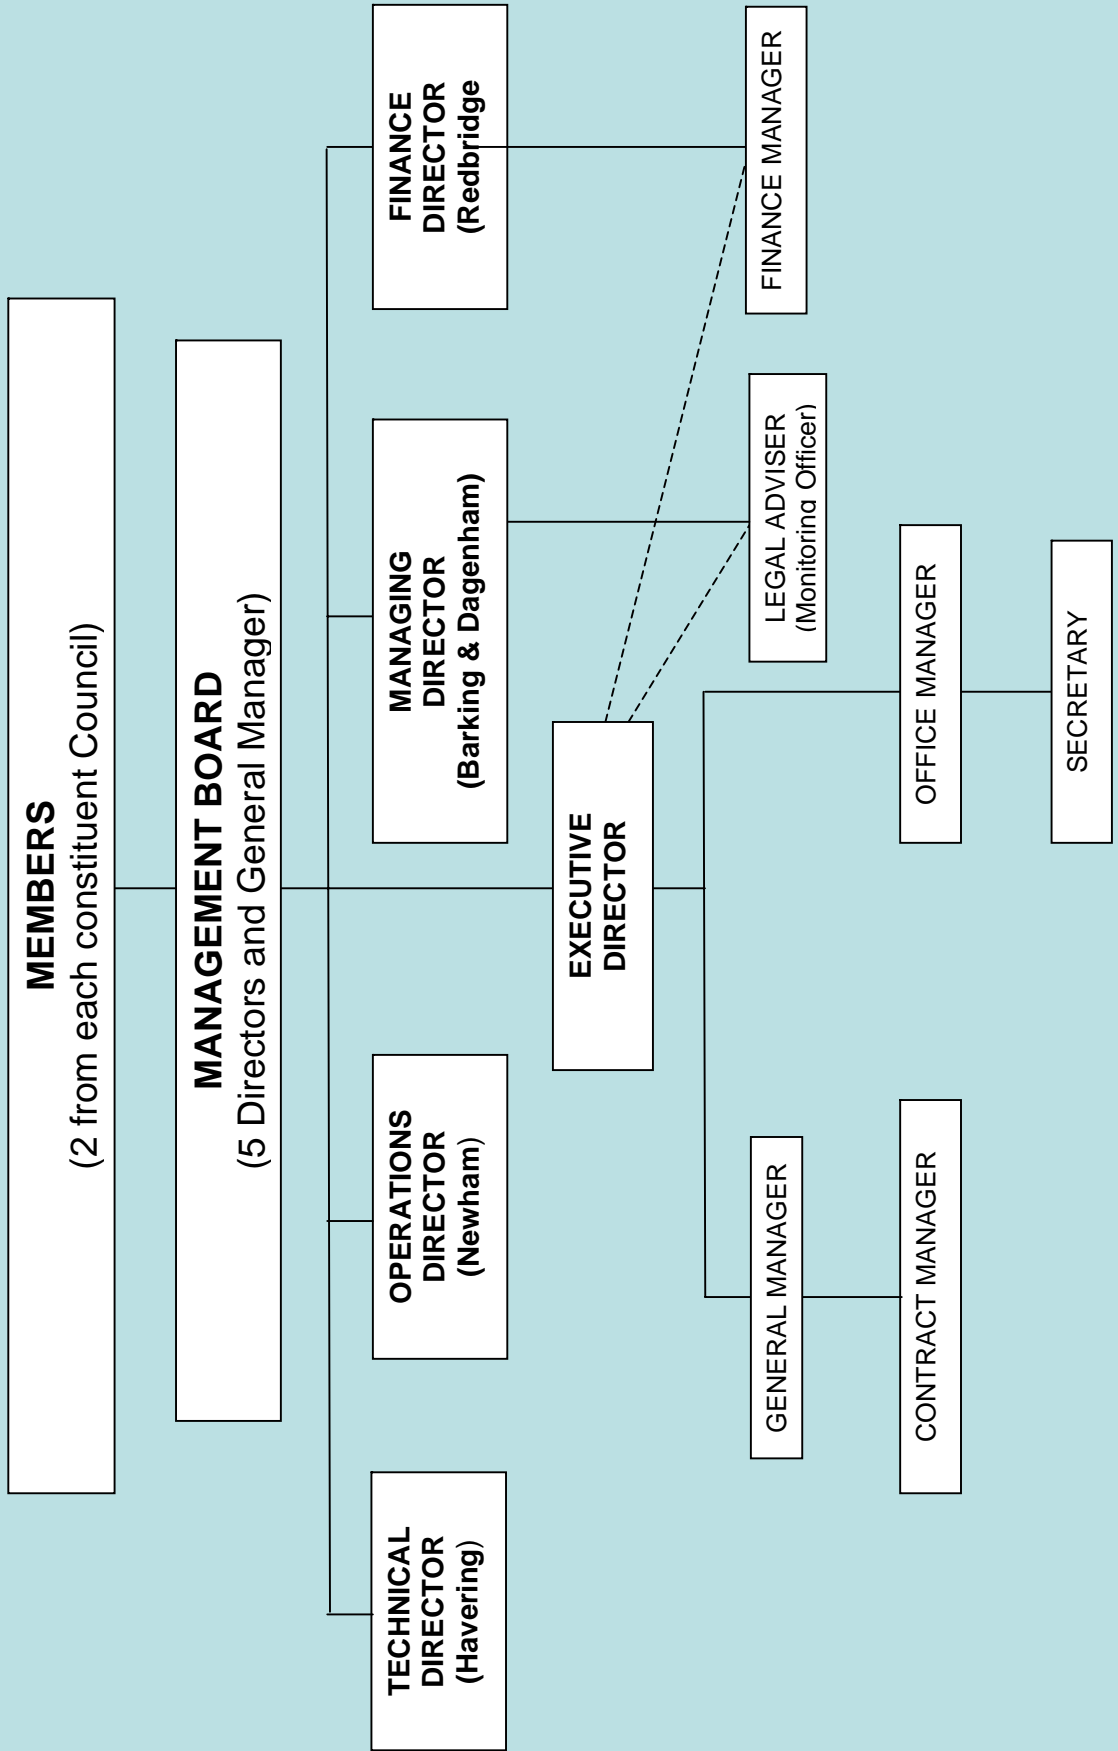 MEMBERS
(2 from each constituent Council)
MANAGEMENT BOARD
(5 Directors and General Manager)
TECHNICAL
DIRECTOR
(Havering)
OPERATIONS
DIRECTOR
(Newham)
MANAGING
DIRECTOR
(Barking & Dagenham)
FINANCE
DIRECTOR
(Redbridge
EXECUTIVE
DIRECTOR
GENERAL MANAGER
LEGAL ADVISER
(Monitoring Officer)
FINANCE MANAGER
CONTRACT MANAGER
OFFICE MANAGER
SECRETARY